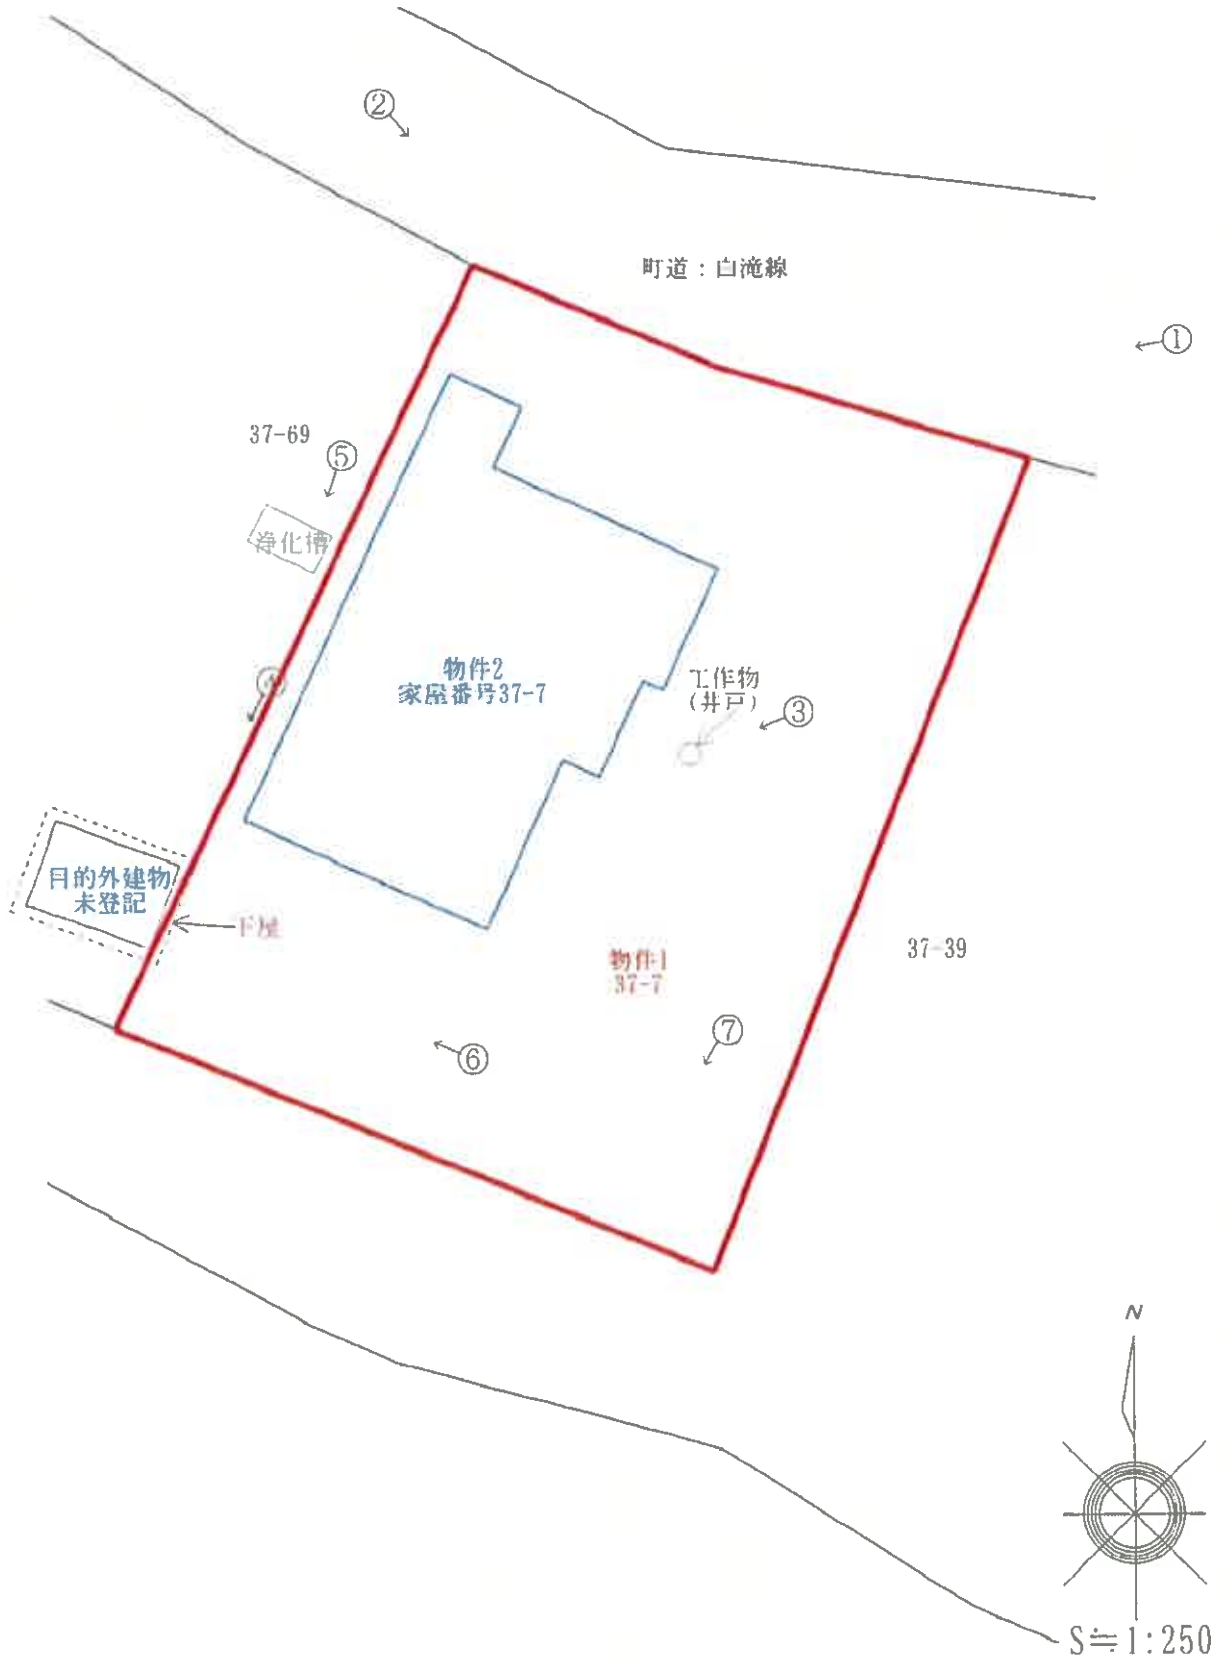 ②
町道：白滝線
①
37-69
⑤
浄化槽
物件2
家屋番号37-7
④
工作物
(井戸)
③
目的外建物
未登記
下屋
物件1
37-7
37-39
⑦
⑥
N
S≒1:250